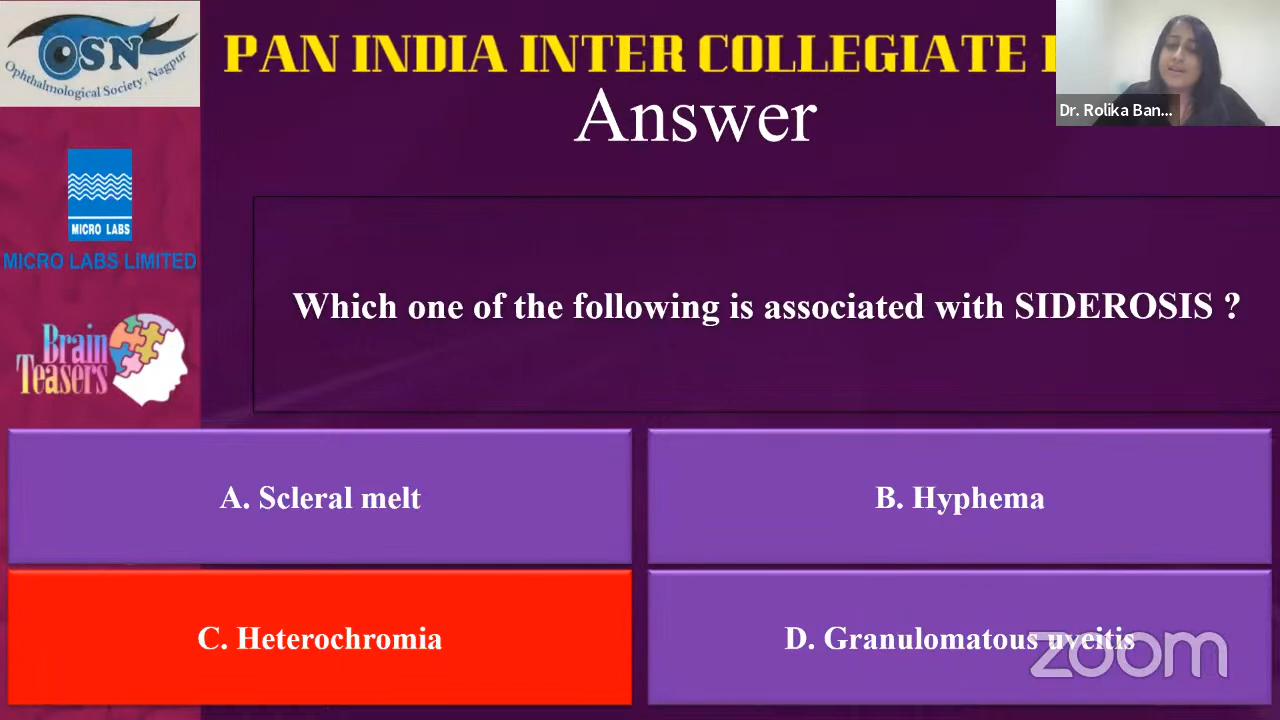 OSN
Ophthalmological Society, Nagpur
PAN INDIA INTER COLLEGIATE
Dr. Rolika Ban...
Answer
MICRO LABS
MICRO LABS LIMITED
Which one of the following is associated with SIDEROSIS ?
Brain
Teasers
A. Scleral melt
B. Hyphema
C. Heterochromia
D. Granulomatous uveitis
zoom